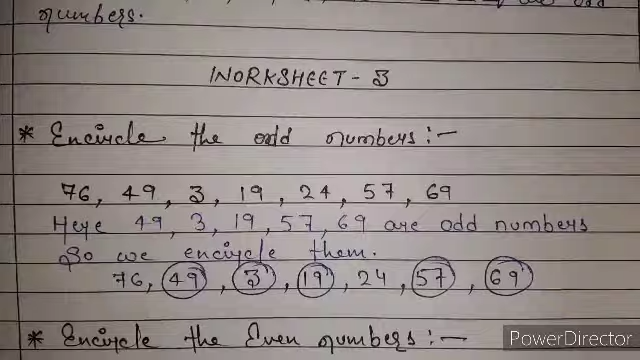 the odd
numbers.
WORKSHEET - 3
* Encircle the odd numbers:-
76, 49, 3, 19, 24, 57, 69
Here 49, 3, 19, 57, 69 are odd numbers
So we encircle them.
76, 49, 3, 19, 24, 57, 69
* Encircle the Even numbers:-
PowerDirector